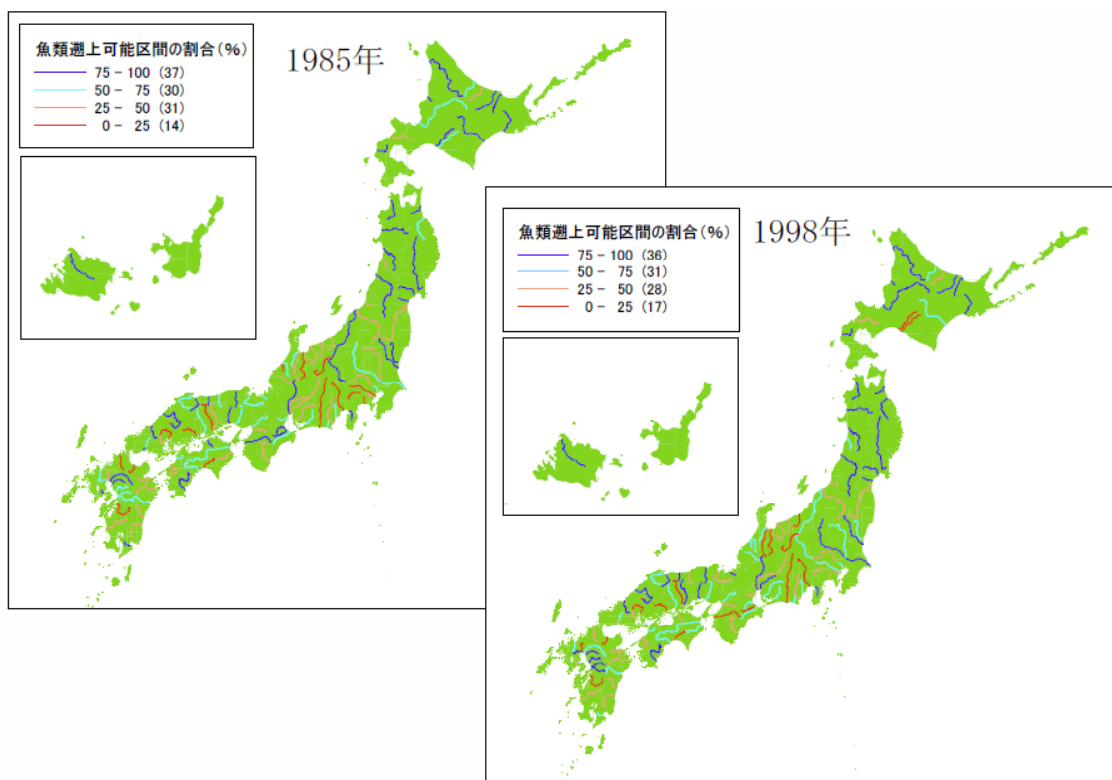 魚類遡上可能区間の割合(%)
75 - 100 (37)
50 - 75 (30)
25 - 50 (31)
0 - 25 (14)
1985年
魚類遡上可能区間の割合(%)
75 - 100 (36)
50 - 75 (31)
25 - 50 (28)
0 - 25 (17)
1998年